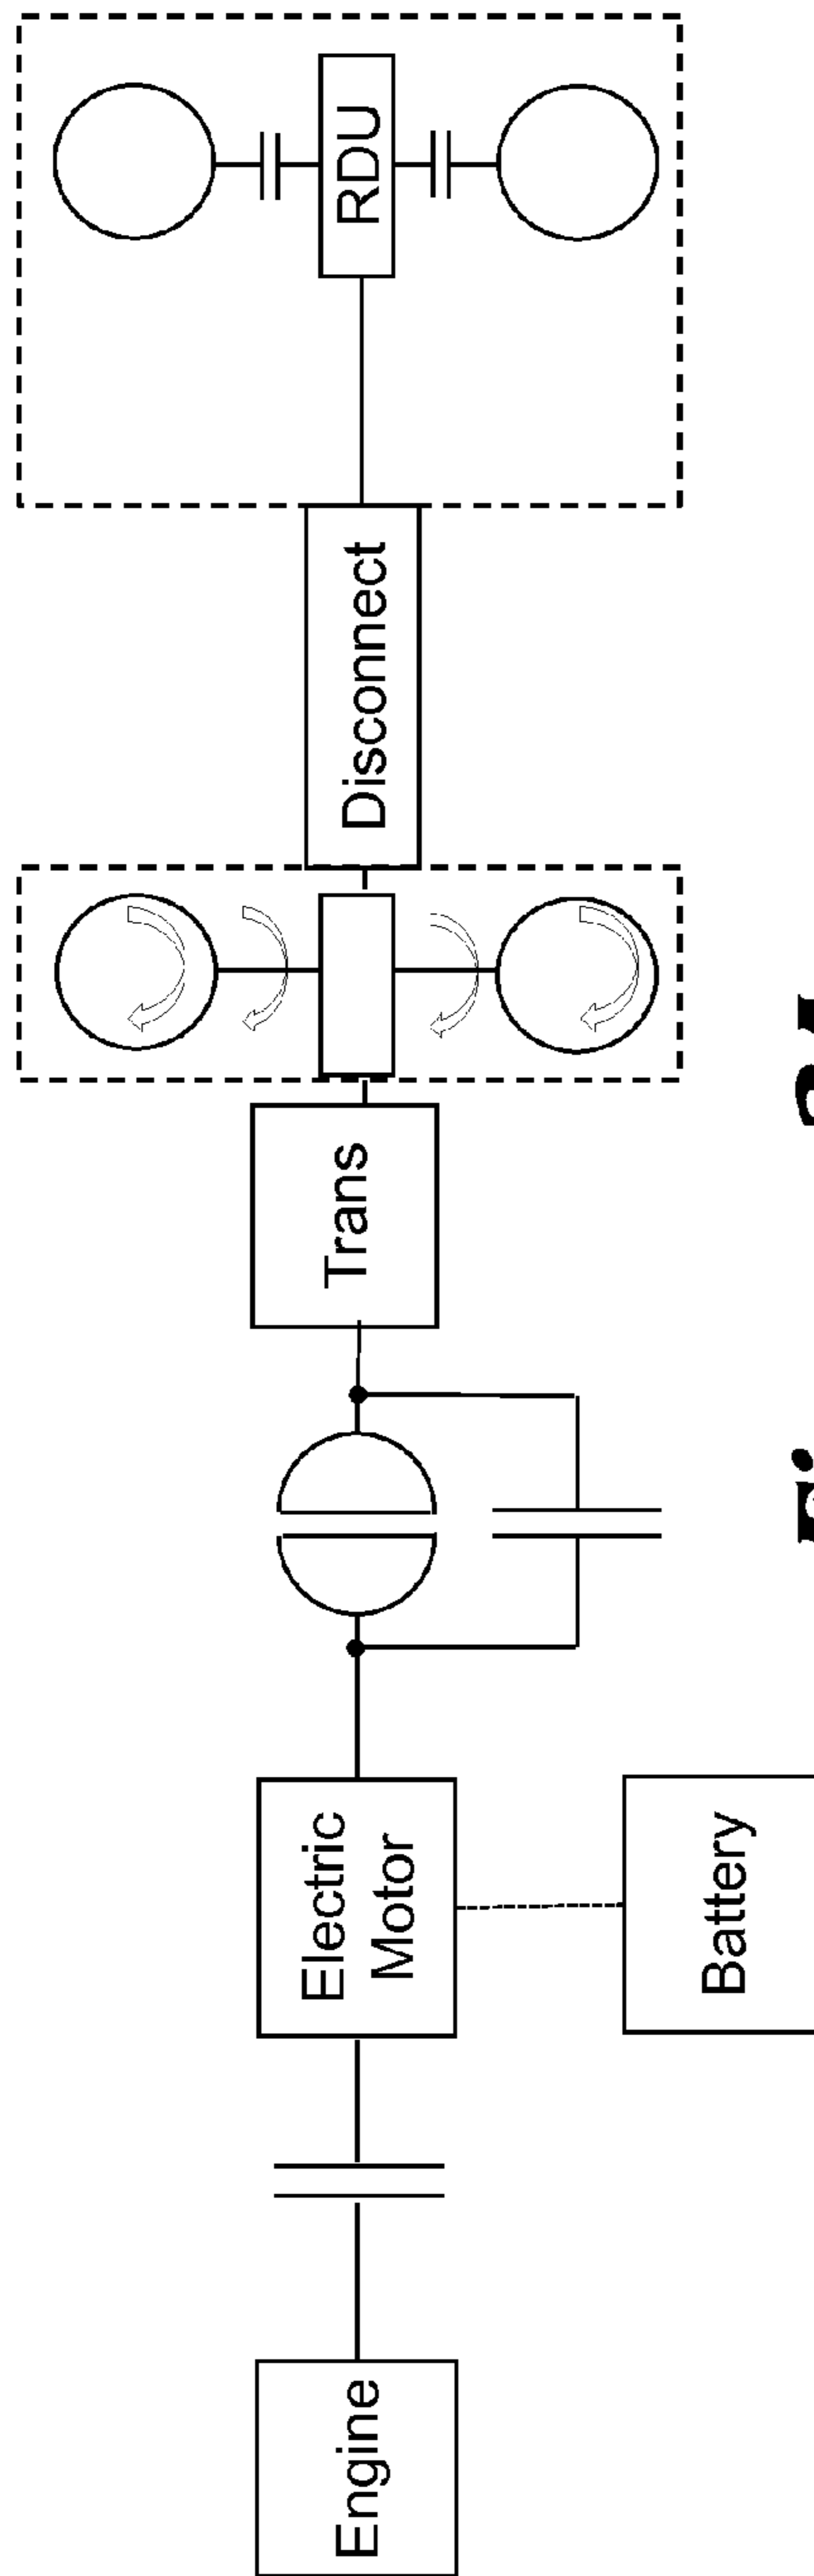 Engine
Electric
Motor
Battery
Trans
Disconnect
RDU